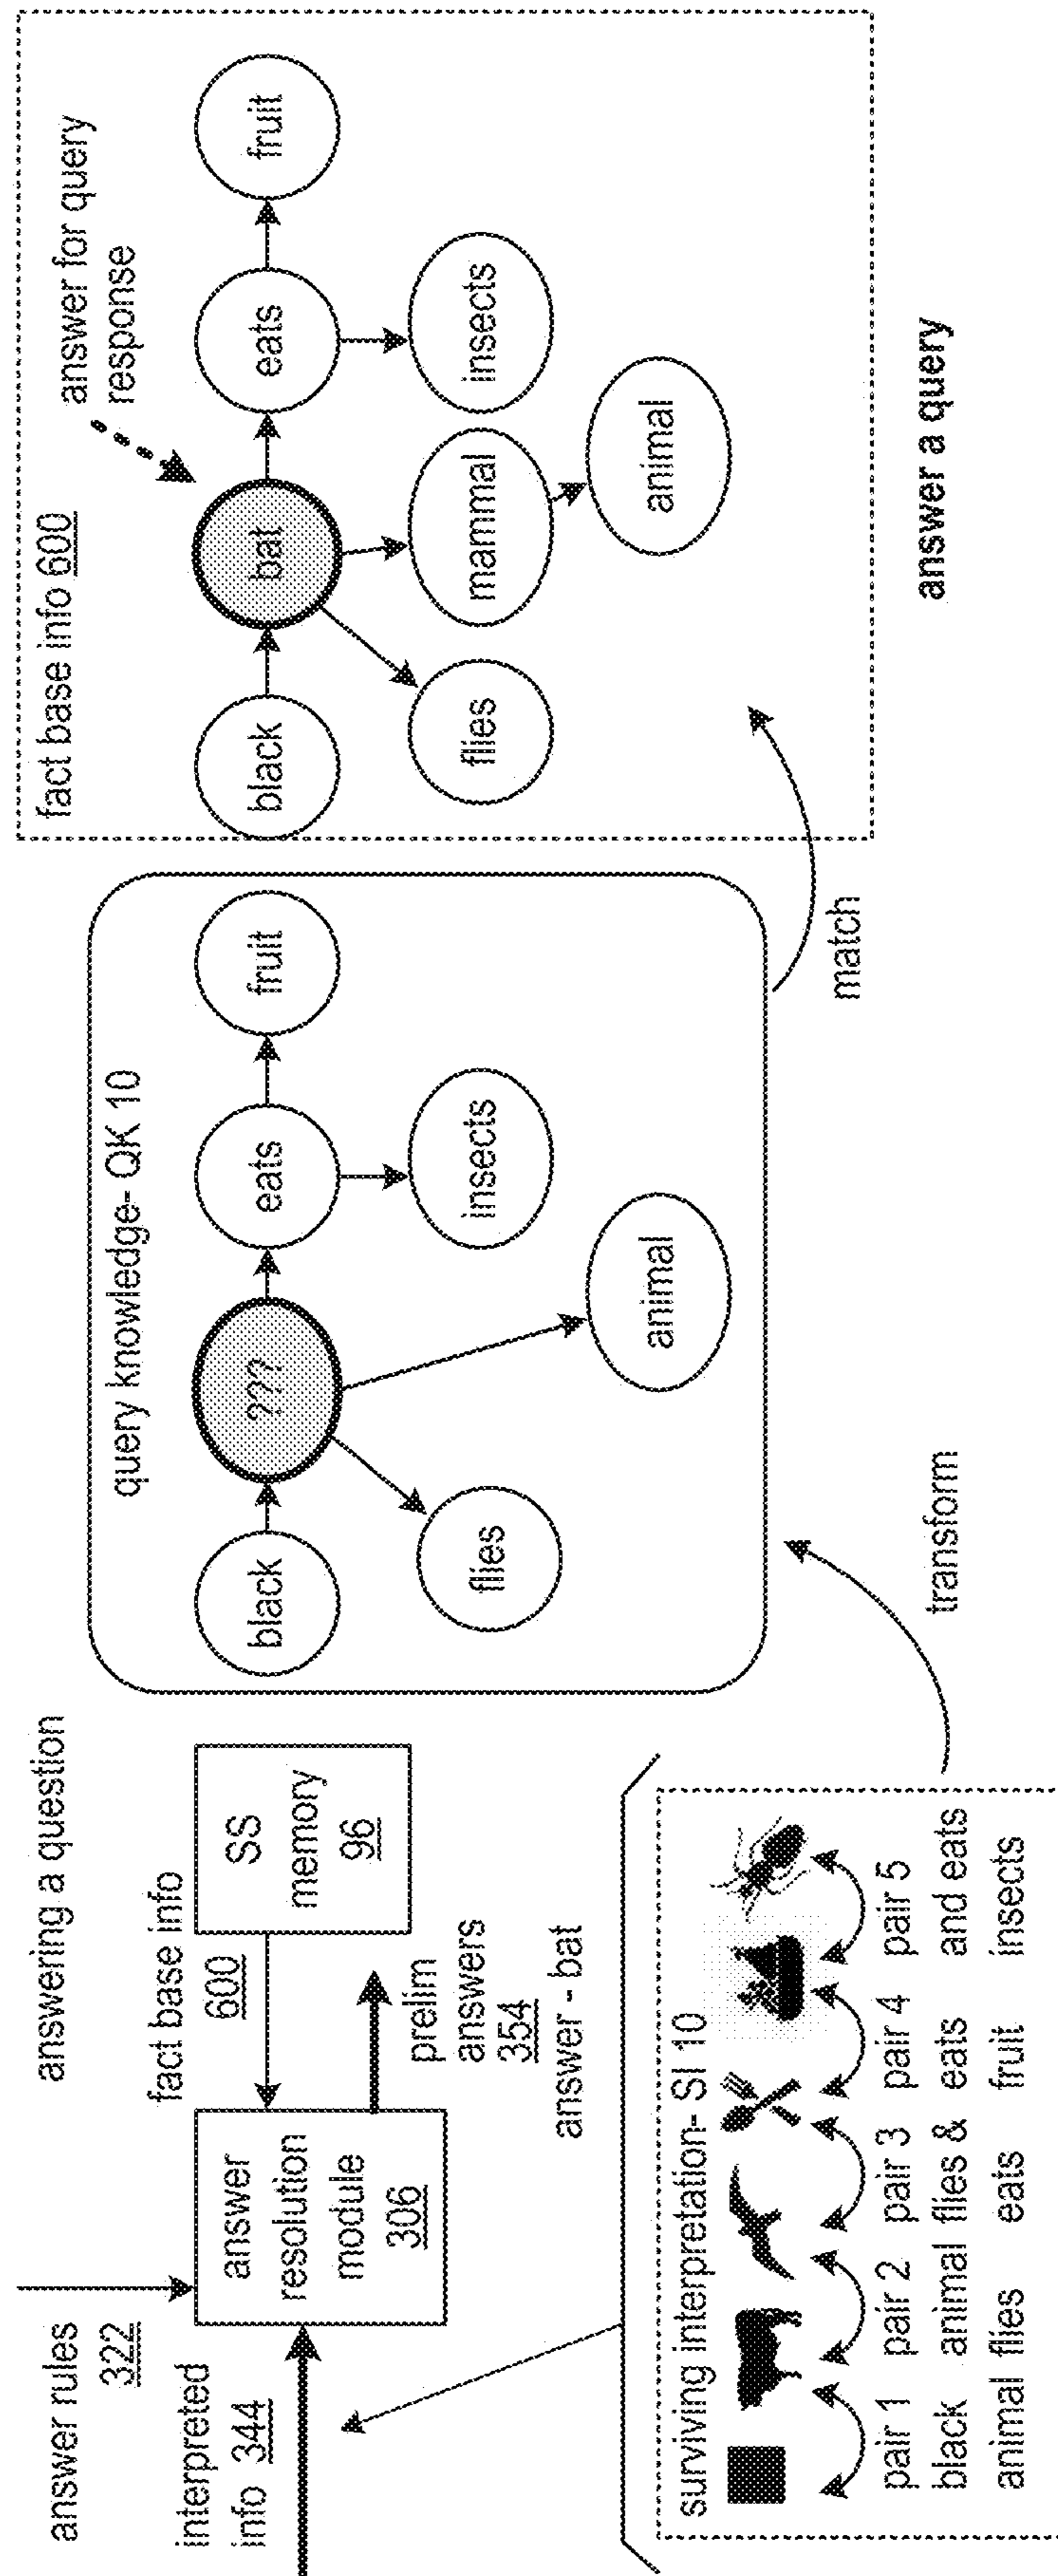 answering a question
answer rules
322
fact base info
600
interpreted
info 344
answer
resolution
module
306
SS
memory
96
prelim
answers
354
answer - bat
surviving interpretation- SI 10
pair 1
pair 2
pair 3
pair 4
pair 5
black
animal
flies &
eats
and eats
animal
flies
eats
fruit
insects
transform
query knowledge- QK 10
black
???
eats
fruit
flies
insects
animal
match
fact base info 600
answer for query
response
black
bat
eats
fruit
flies
mammal
insects
animal
answer a query